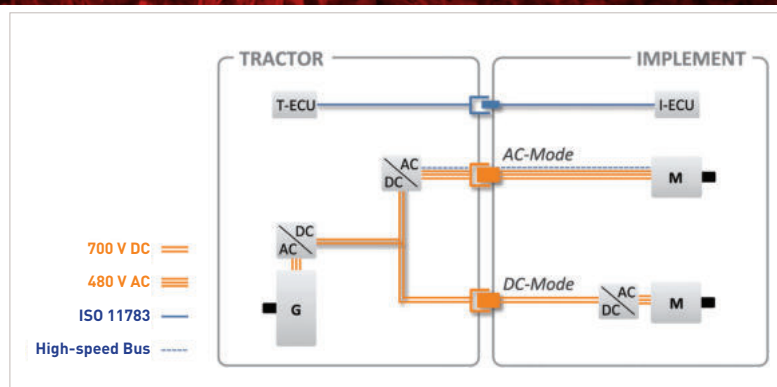 TRACTOR
IMPLEMENT
T-ECU
I-ECU
AC-Mode
AC
DC
M
DC
AC
700 V DC
480 V AC
G
DC-Mode
AC
DC
M
ISO 11783
High-speed Bus